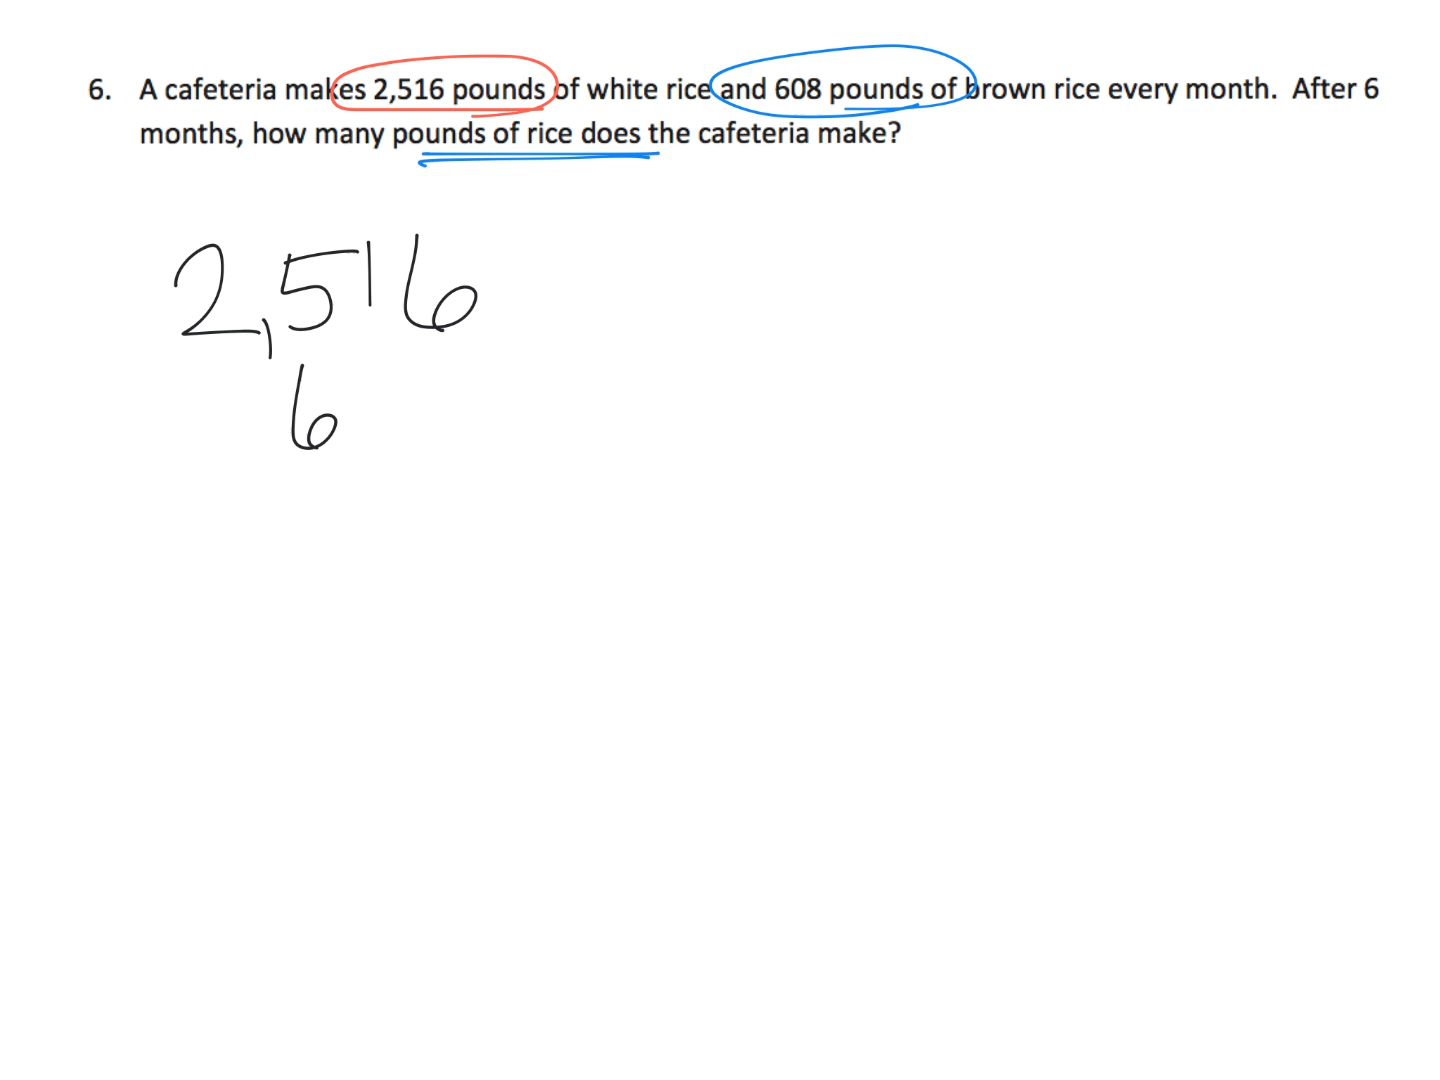 6. A cafeteria makes 2,516 pounds of white rice and 608 pounds of brown rice every month. After 6
months, how many pounds of rice does the cafeteria make?
2,516
6